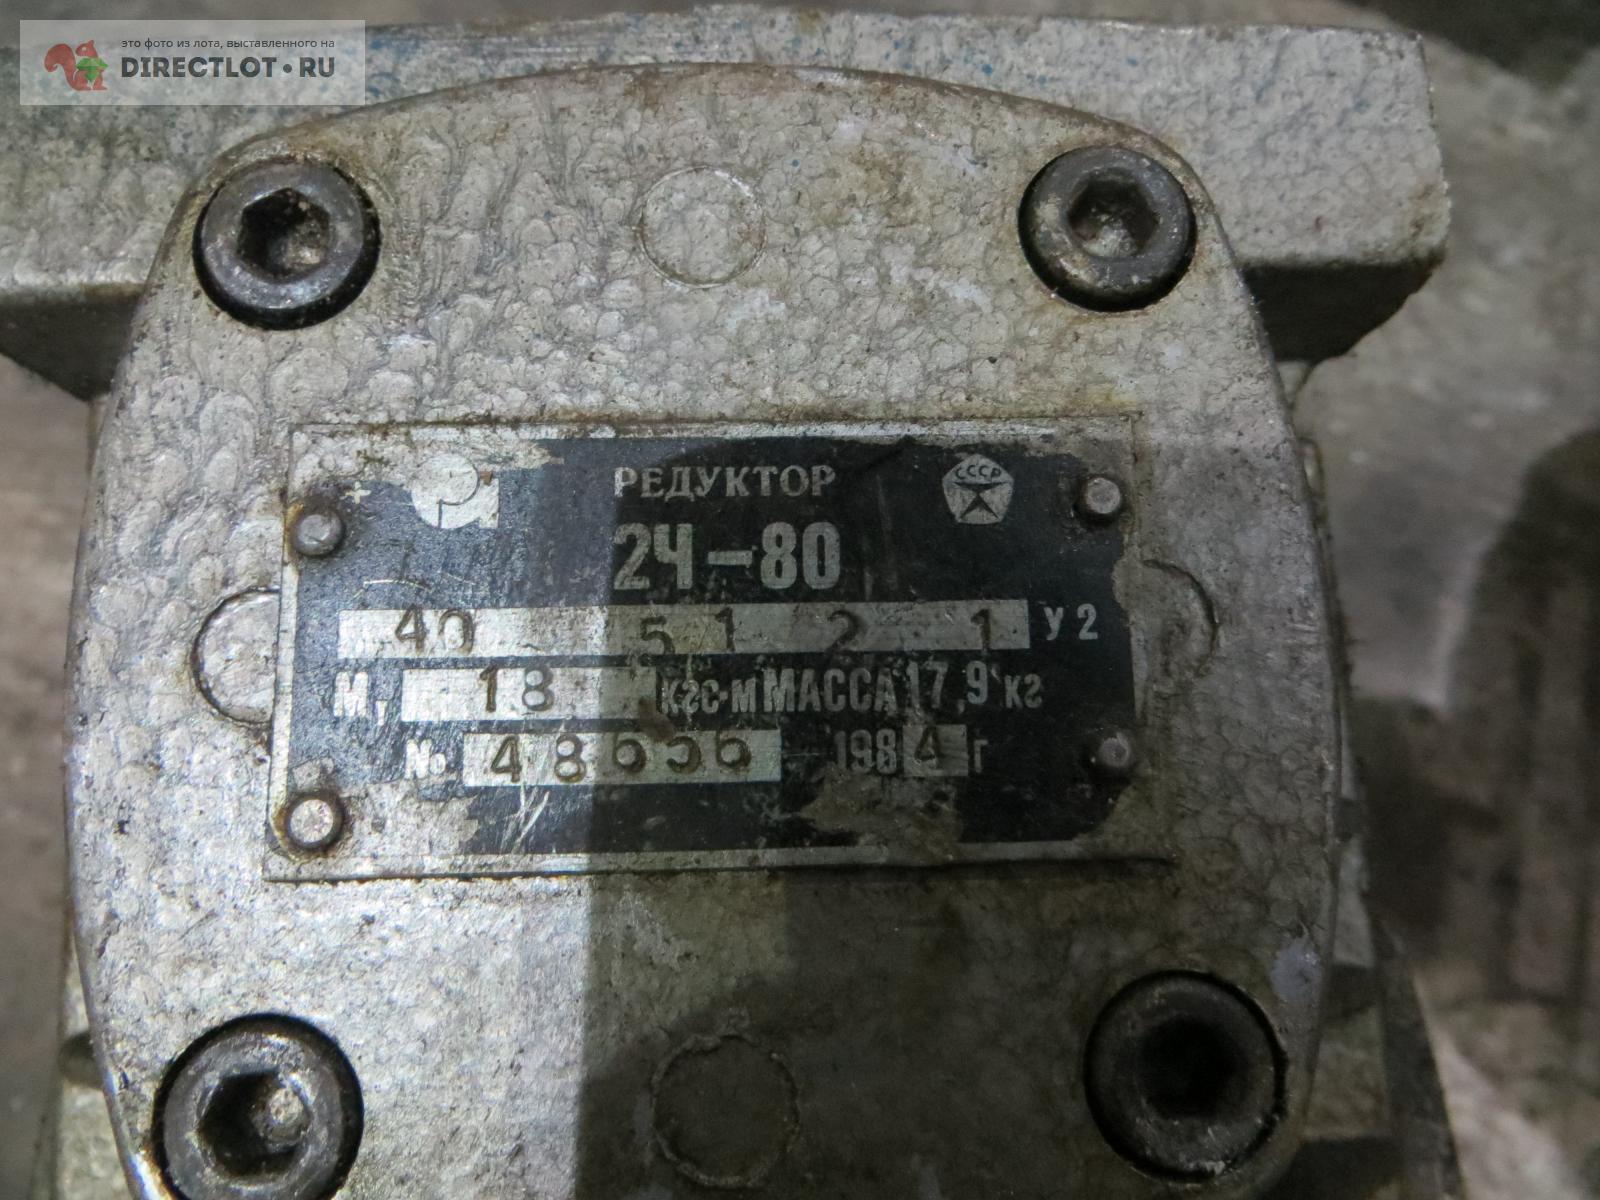 это фото из лота, выставленного на
DIRECTLOT.RU
РЕДУКТОР
СССР
2Ч-80
40 51 2 1 У2
М, 18 кгс·м МАССА 17,9 кг
№ 48656 1984 г